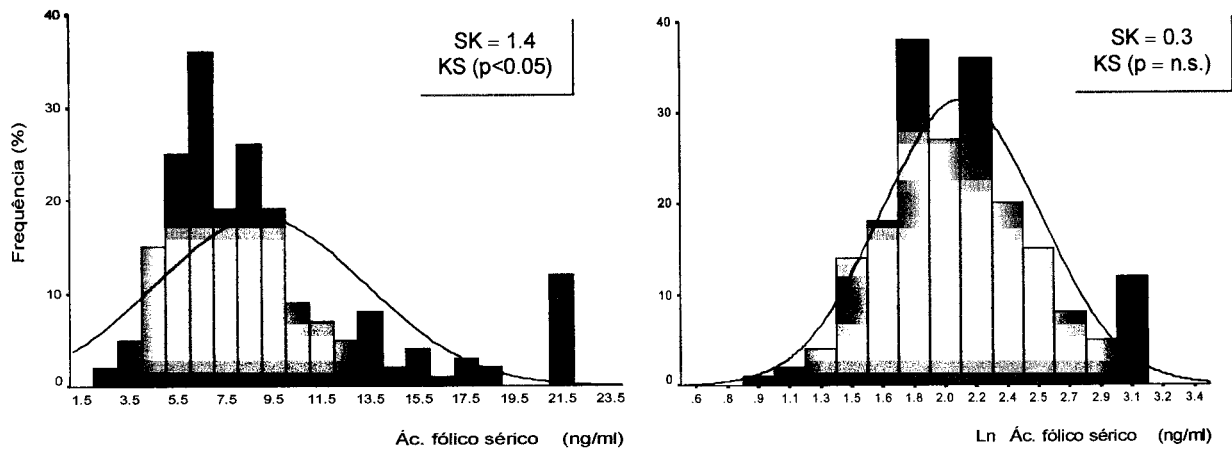 SK = 1.4
KS (p<0.05)
Frequência (%)
40
30
20
10
0
1.5 3.5 5.5 7.5 9.5 11.5 13.5 15.5 17.5 19.5 21.5 23.5
Ác. fólico sérico (ng/ml)
SK = 0.3
KS (p = n.s.)
40
30
20
10
0
.6 .8 .9 1.1 1.3 1.5 1.6 1.8 2.0 2.2 2.4 2.5 2.7 2.9 3.1 3.2 3.4
Ln Ác. fólico sérico (ng/ml)